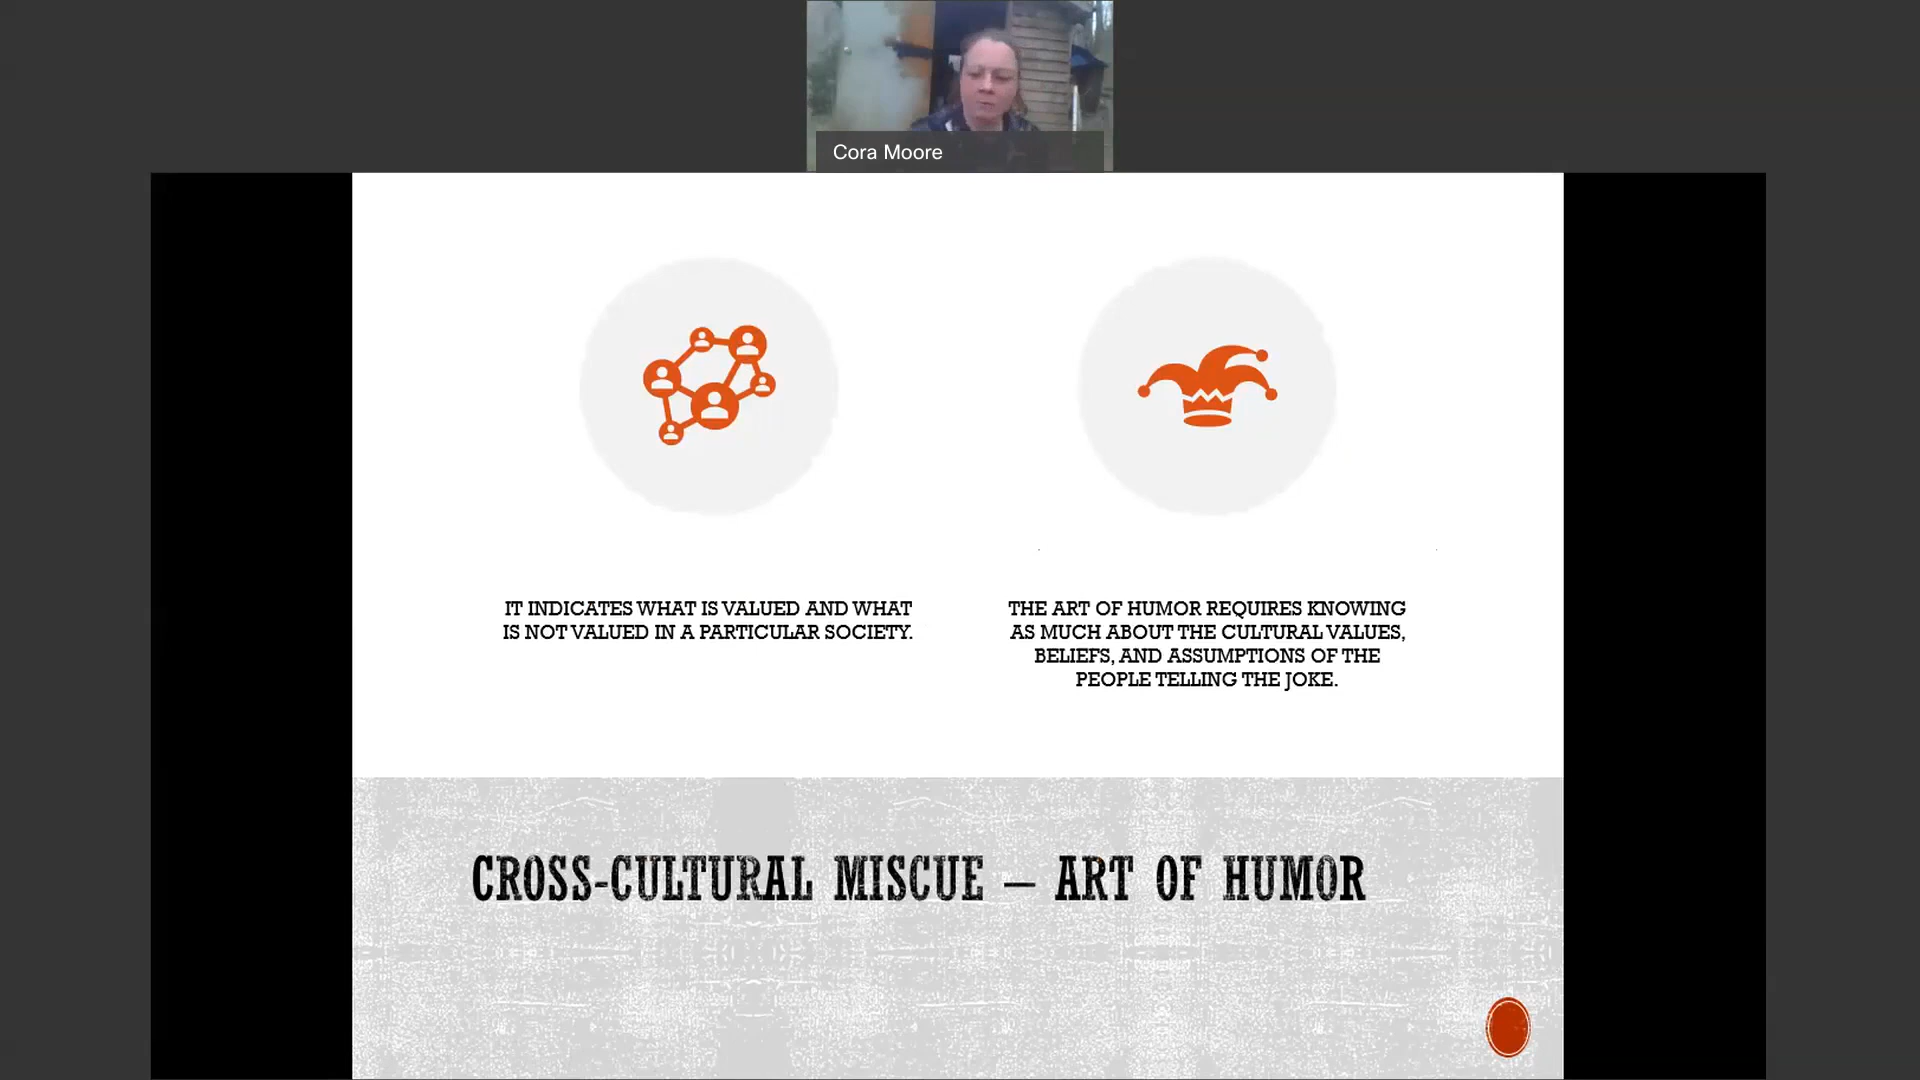 Cora Moore
IT INDICATES WHAT IS VALUED AND WHAT
IS NOT VALUED IN A PARTICULAR SOCIETY.
THE ART OF HUMOR REQUIRES KNOWING
AS MUCH ABOUT THE CULTURAL VALUES,
BELIEFS, AND ASSUMPTIONS OF THE
PEOPLE TELLING THE JOKE.
CROSS-CULTURAL MISCUE – ART OF HUMOR